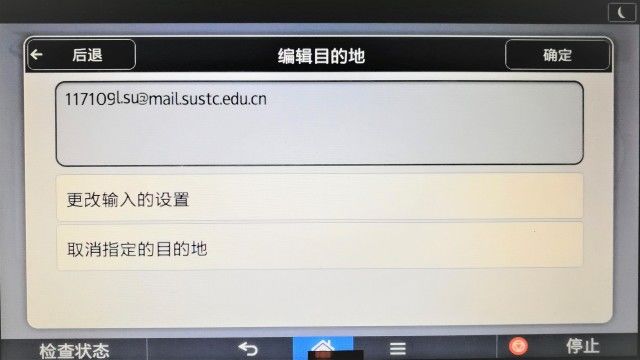 后退
编辑目的地
确定
117109l.su@mail.sustc.edu.cn
更改输入的设置
取消指定的目的地
检查状态
停止